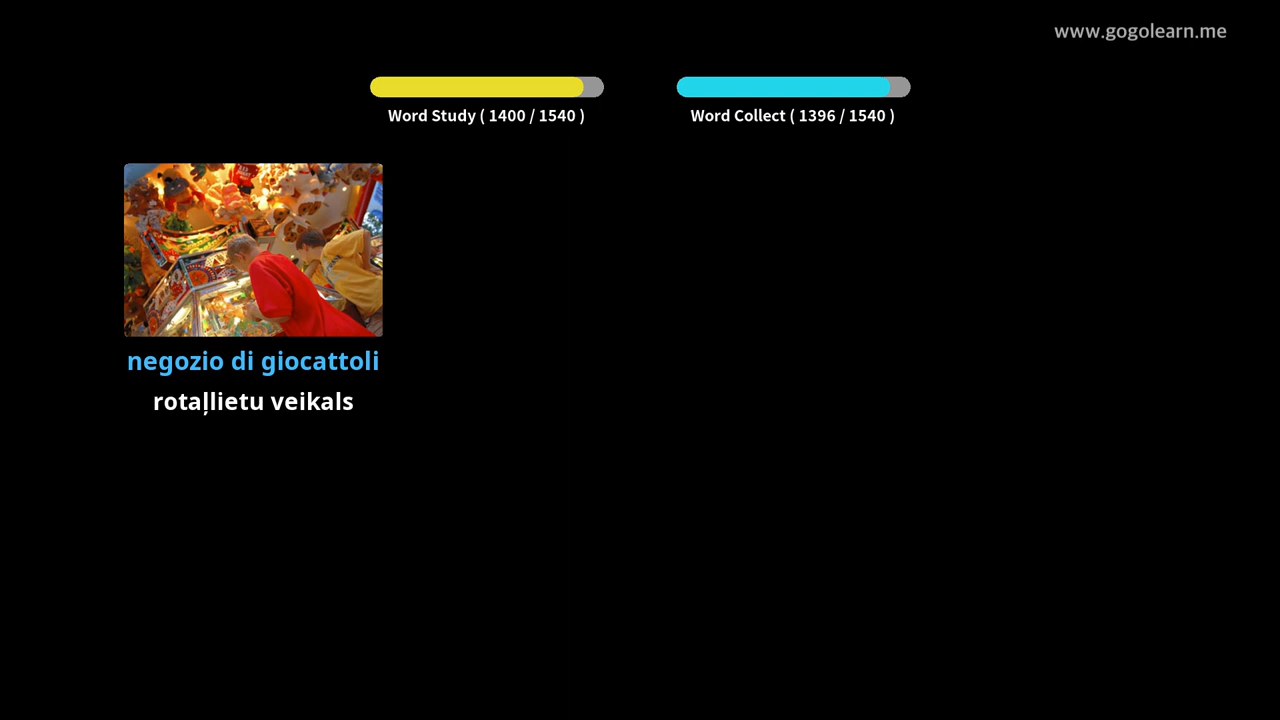 www.gogolearn.me
Word Study ( 1400 / 1540 )
Word Collect ( 1396 / 1540 )
negozio di giocattoli
rotaļlietu veikals